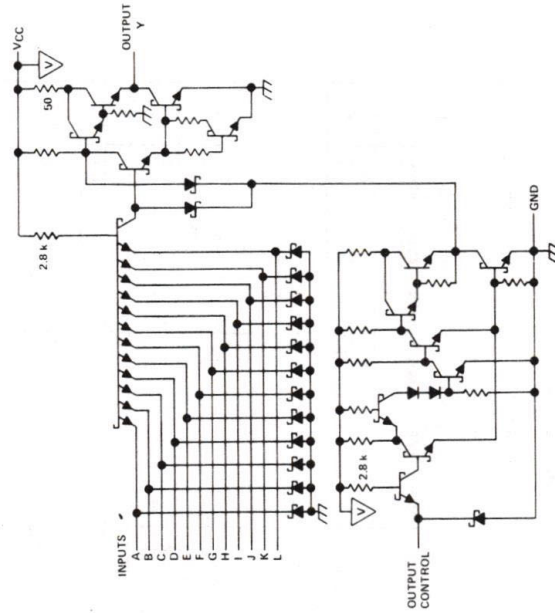 VCC
V
50
OUTPUT
Y
2.8 k
INPUTS
A
B
C
D
E
F
G
H
I
J
K
L
GND
2.8 k
V
OUTPUT
CONTROL